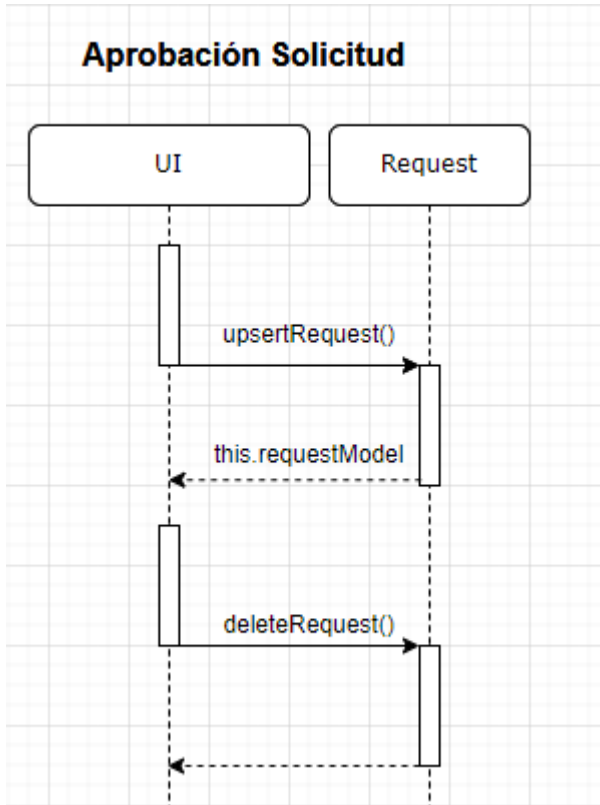 Aprobación Solicitud
UI
Request
upsertRequest()
this.requestModel
deleteRequest()